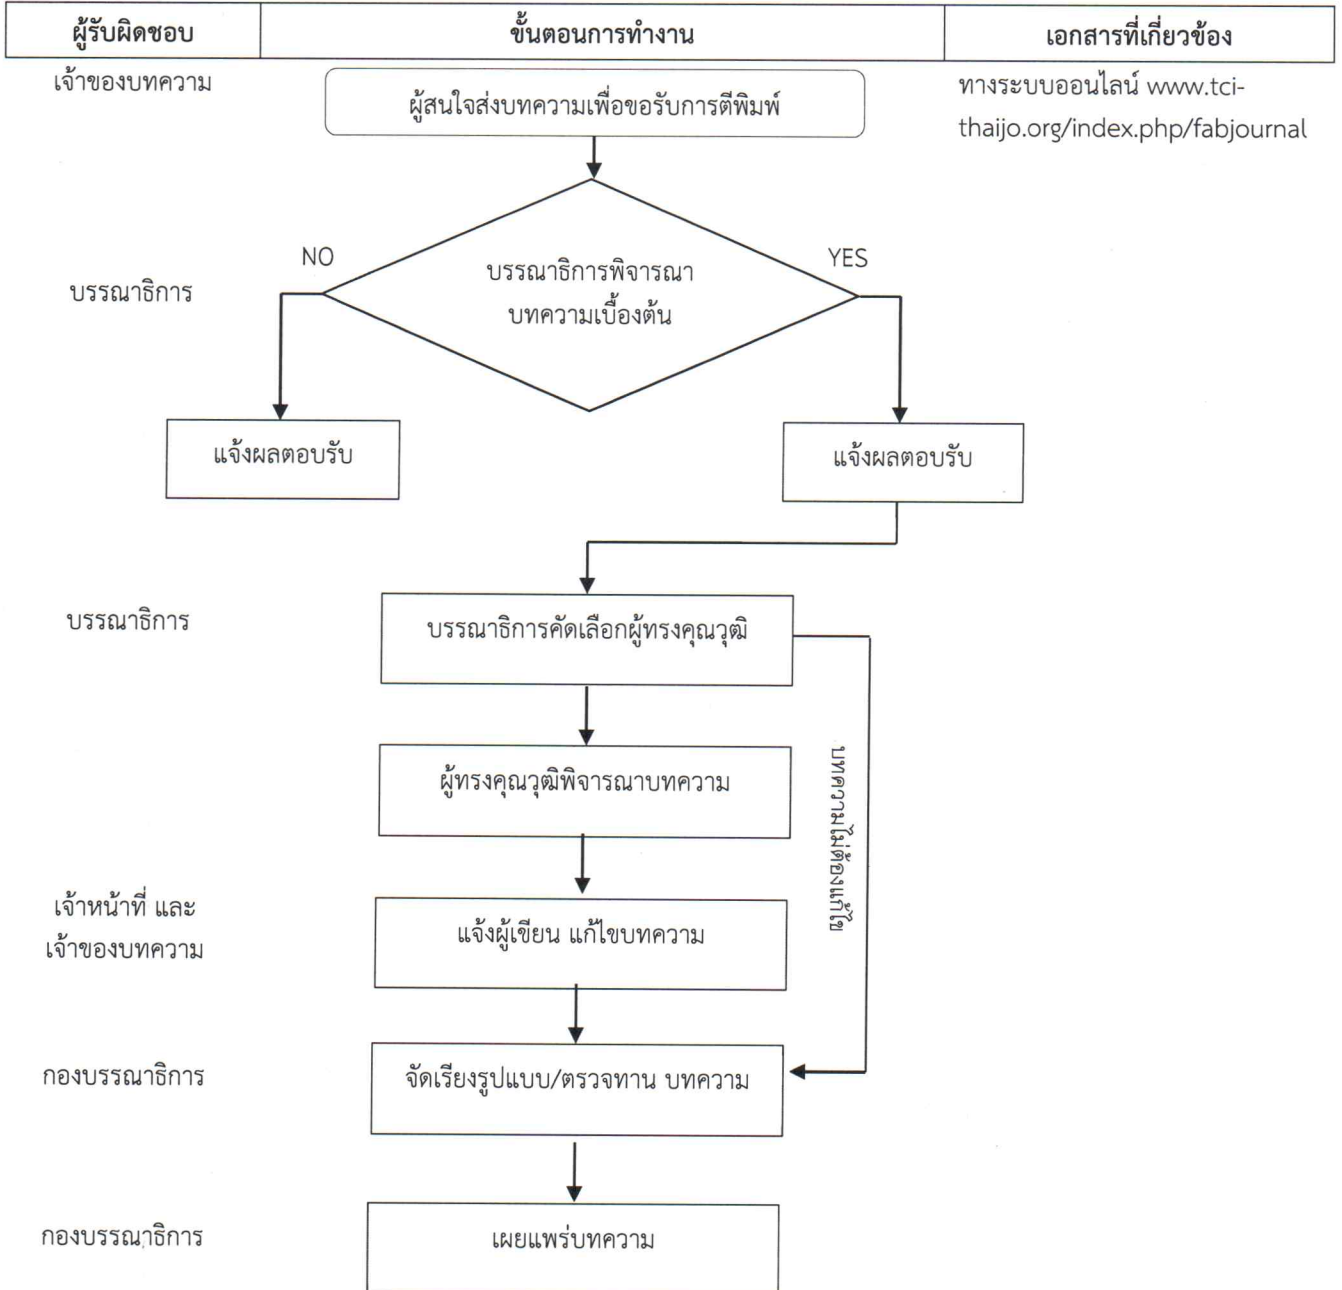 ผู้รับผิดชอบ
ขั้นตอนการทำงาน
เอกสารที่เกี่ยวข้อง
เจ้าของบทความ
ผู้สนใจส่งบทความเพื่อขอรับการตีพิมพ์
ทางระบบออนไลน์ www.tci-
thaijo.org/index.php/fabjournal
NO
YES
บรรณาธิการ
บรรณาธิการพิจารณา
บทความเบื้องต้น
แจ้งผลตอบรับ
แจ้งผลตอบรับ
บรรณาธิการ
บรรณาธิการคัดเลือกผู้ทรงคุณวุฒิ
ผู้ทรงคุณวุฒิพิจารณาบทความ
บทความไม่ต้องแก้ไข
เจ้าหน้าที่ และ
เจ้าของบทความ
แจ้งผู้เขียน แก้ไขบทความ
กองบรรณาธิการ
จัดเรียงรูปแบบ/ตรวจทาน บทความ
กองบรรณาธิการ
เผยแพร่บทความ